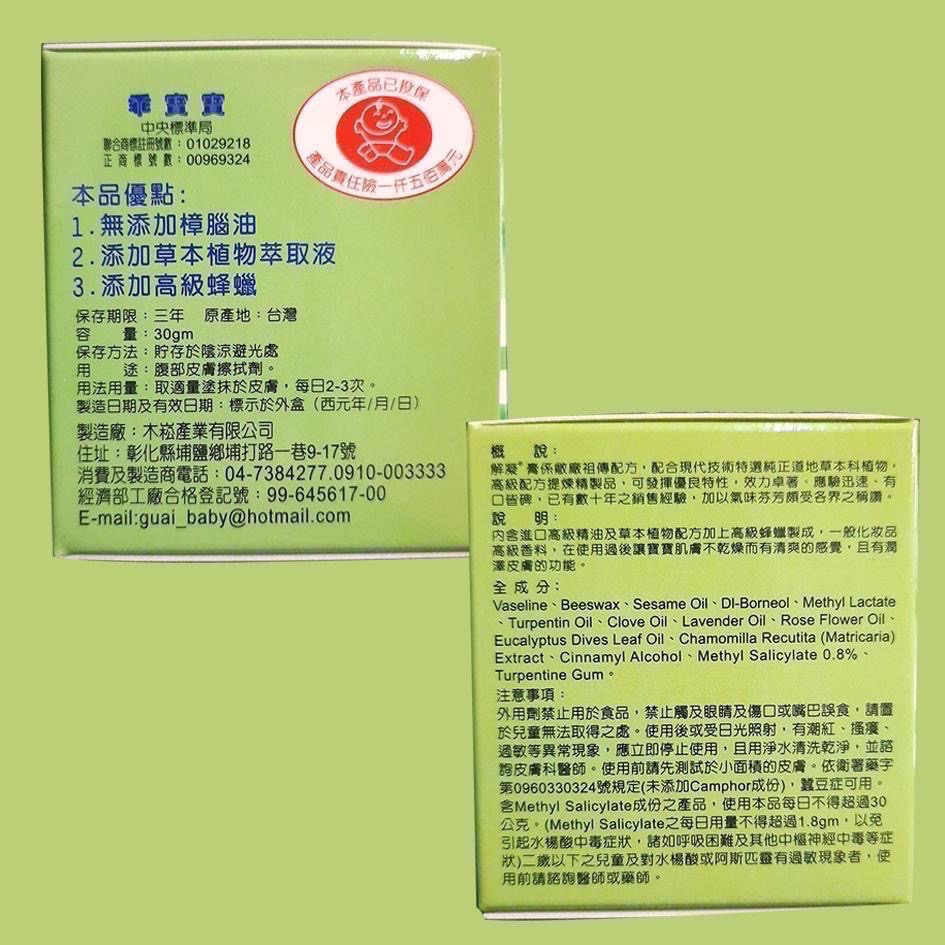 乖寶寶
中央標準局
聯合商標註冊號數：01029218
正商標號數：00969324
本產品已投保
產品責任險一仟五佰萬元
本品優點：
1.無添加樟腦油
2.添加草本植物萃取液
3.添加高級蜂蠟
保存期限：三年　原產地：台灣
容　　量：30gm
保存方法：貯存於陰涼避光處
用　　途：腹部皮膚擦拭劑。
用法用量：取適量塗抹於皮膚，每日2-3次。
製造日期及有效日期：標示於外盒（西元年/月/日）
製造廠：木崧產業有限公司
住址：彰化縣埔鹽鄉埔打路一巷9-17號
消費及製造商電話：04-7384277.0910-003333
經濟部工廠合格登記號：99-645617-00
E-mail:guai_baby@hotmail.com
概　說：
解凝®膏係敝廠祖傳配方，配合現代技術特選純正道地草本科植物，
高級配方提煉精製品，可發揮優良特性，效力卓著、應驗迅速、有
口皆碑，已有數十年之銷售經驗，加以氣味芬芳頗受各界之稱讚。
說　明：
內含進口高級精油及草本植物配方加上高級蜂蠟製成，一般化妝品
高級香料，在使用過後讓寶寶肌膚不乾燥而有清爽的感覺，且有潤
澤皮膚的功能。
全成分：
Vaseline、Beeswax、Sesame Oil、Dl-Borneol、Methyl Lactate
、Turpentin Oil、Clove Oil、Lavender Oil、Rose Flower Oil、
Eucalyptus Dives Leaf Oil、Chamomilla Recutita (Matricaria)
Extract、Cinnamyl Alcohol、Methyl Salicylate 0.8%、
Turpentine Gum。
注意事項：
外用劑禁止用於食品，禁止觸及眼睛及傷口或嘴巴誤食，請置
於兒童無法取得之處。使用後或受日光照射，有潮紅、搔癢、
過敏等異常現象，應立即停止使用，且用淨水清洗乾淨，並諮
詢皮膚科醫師。使用前請先測試於小面積的皮膚。依衛署藥字
第0960330324號規定(未添加Camphor成份)，蠶豆症可用。
含Methyl Salicylate成份之產品，使用本品每日不得超過30
公克。(Methyl Salicylate之每日用量不得超過1.8gm，以免
引起水楊酸中毒症狀，諸如呼吸困難及其他中樞神經中毒等症
狀)二歲以下之兒童及對水楊酸或阿斯匹靈有過敏現象者，使
用前請諮詢醫師或藥師。